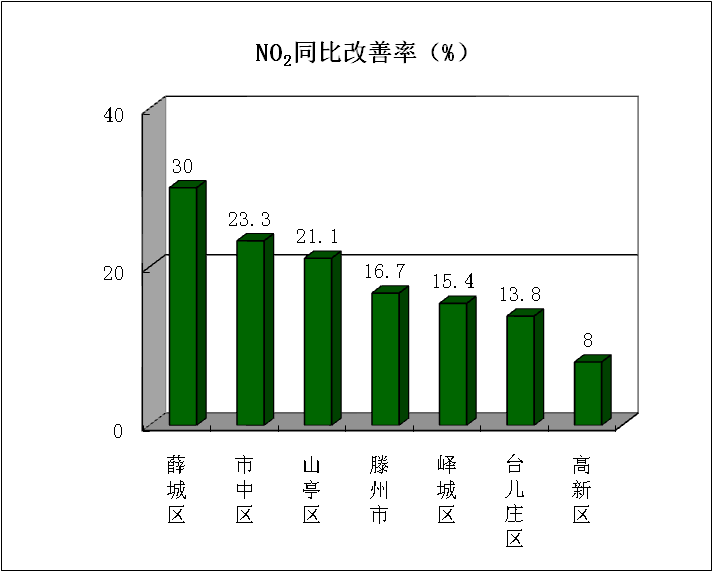 NO₂同比改善率（%）
40
20
0
30
23.3
21.1
16.7
15.4
13.8
8
薛城区
市中区
山亭区
滕州市
峄城区
台儿庄区
高新区